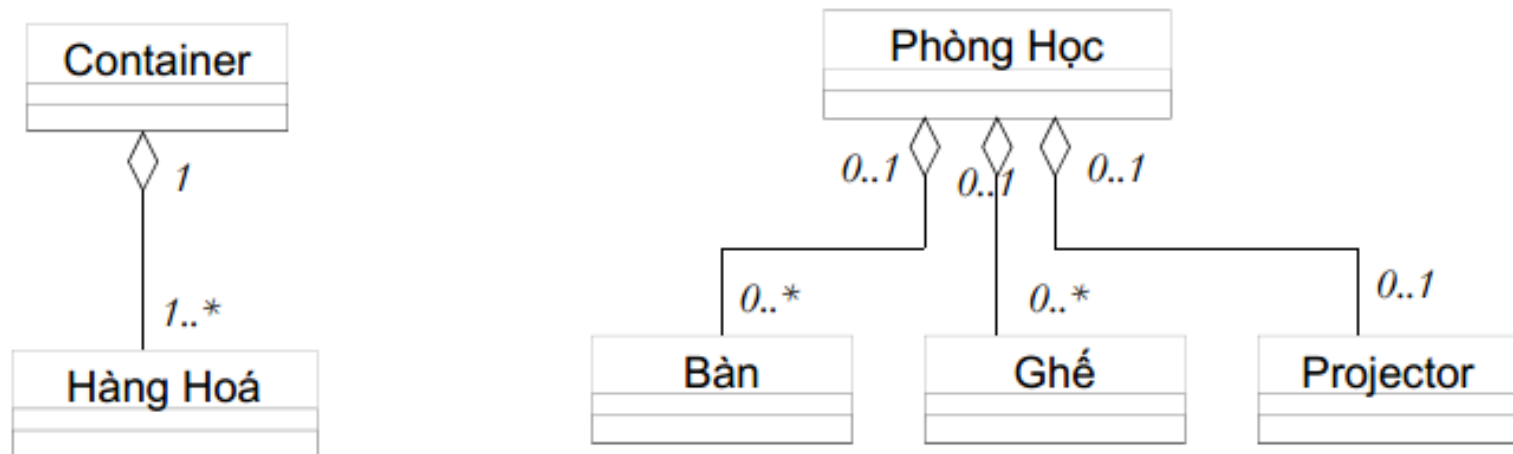 Container
1
1..*
Hàng Hoá
Phòng Học
0..1
0..1
0..1
0..*
0..*
0..1
Bàn
Ghế
Projector